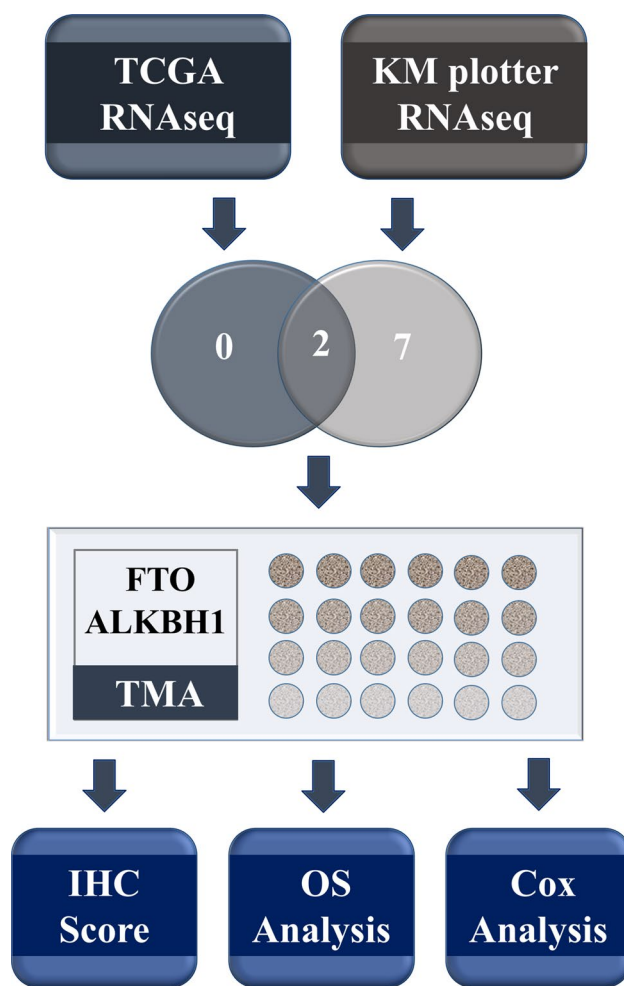 TCGA
RNAseq
KM plotter
RNAseq
0
2
7
FTO
ALKBH1
TMA
IHC
Score
OS
Analysis
Cox
Analysis